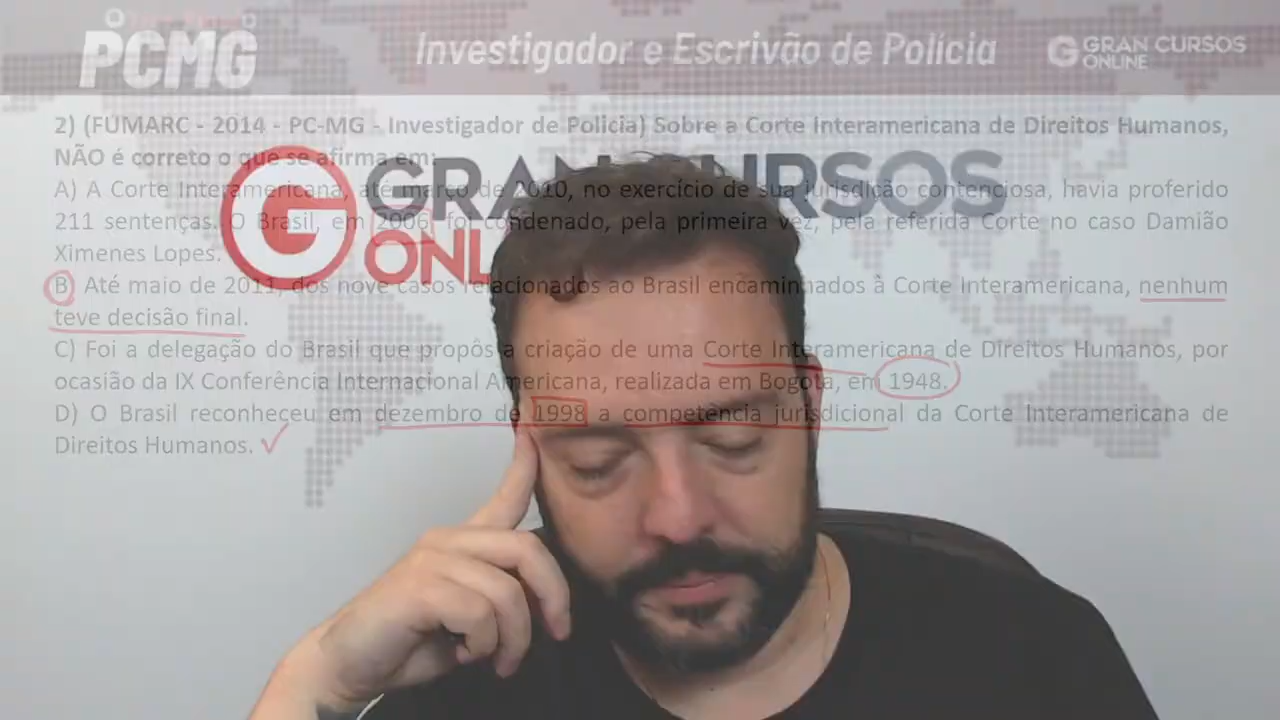 PCMG
Investigador e Escrivão de Polícia
GRAN CURSOS
ONLINE
2) (FUMARC - 2014 - PC-MG - Investigador de Polícia) Sobre a Corte Interamericana de Direitos Humanos,
NÃO é correto o que se afirma em:
GRAN CURSOS
ONL
A) A Corte Interamericana, até de 2010, no exercício de sua jurisdição contenciosa, havia proferido
211 sentenças. O Brasil, em foi condenado, pela primeira vez, pela referida Corte no caso Damião
Ximenes Lopes.
B) Até maio de 2011, dos nove casos relacionados ao Brasil encaminhados à Corte Interamericana, nenhum
teve decisão final.
C) Foi a delegação do Brasil que propôs a criação de uma Corte Interamericana de Direitos Humanos, por
ocasião da IX Conferência Internacional Americana, realizada em Bogotá, em 1948.
D) O Brasil reconheceu em dezembro de 1998 a competência jurisdicional da Corte Interamericana de
Direitos Humanos.